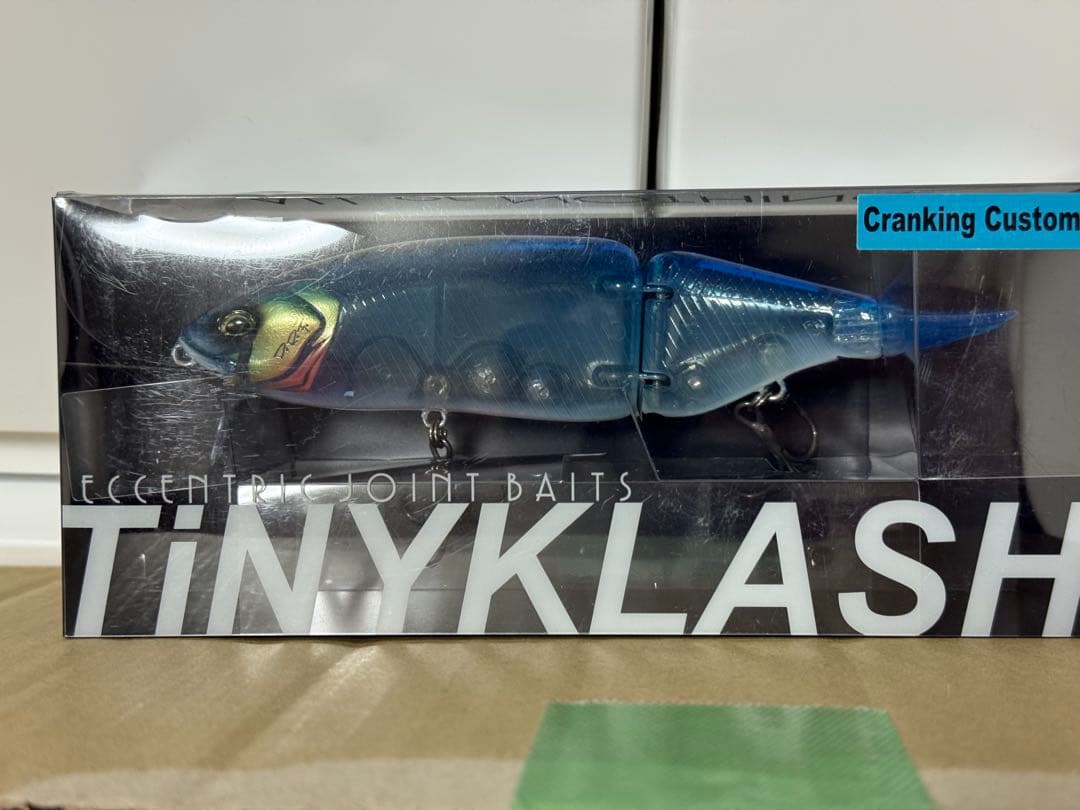 Cranking Custom
ECCENTRIC JOINT BAITS
TiNYKLASH